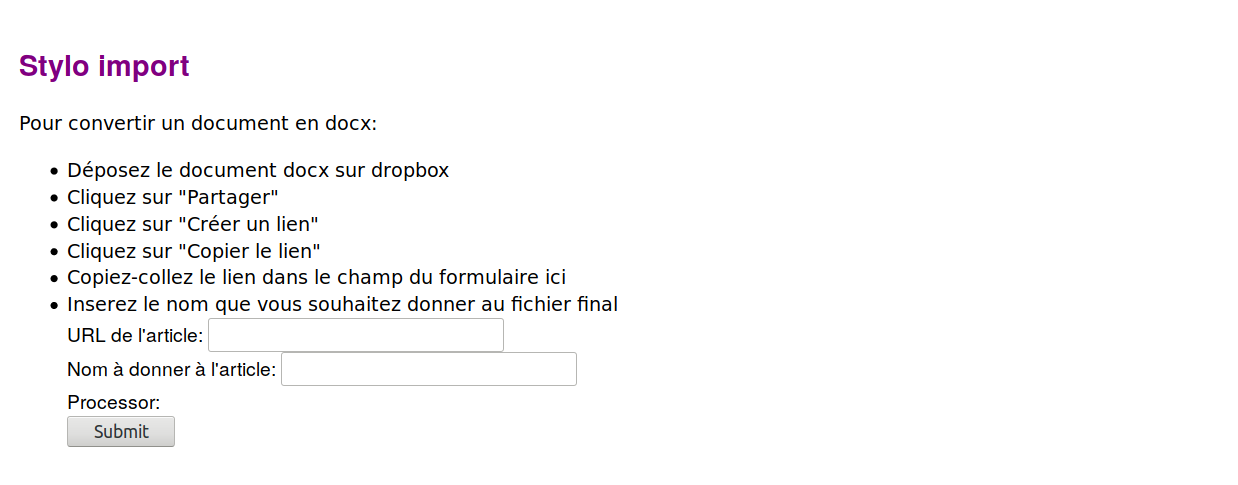 Stylo import
Pour convertir un document en docx:
Déposez le document docx sur dropbox
Cliquez sur "Partager"
Cliquez sur "Créer un lien"
Cliquez sur "Copier le lien"
Copiez-collez le lien dans le champ du formulaire ici
Inserez le nom que vous souhaitez donner au fichier final
URL de l'article:
Nom à donner à l'article:
Processor:
Submit